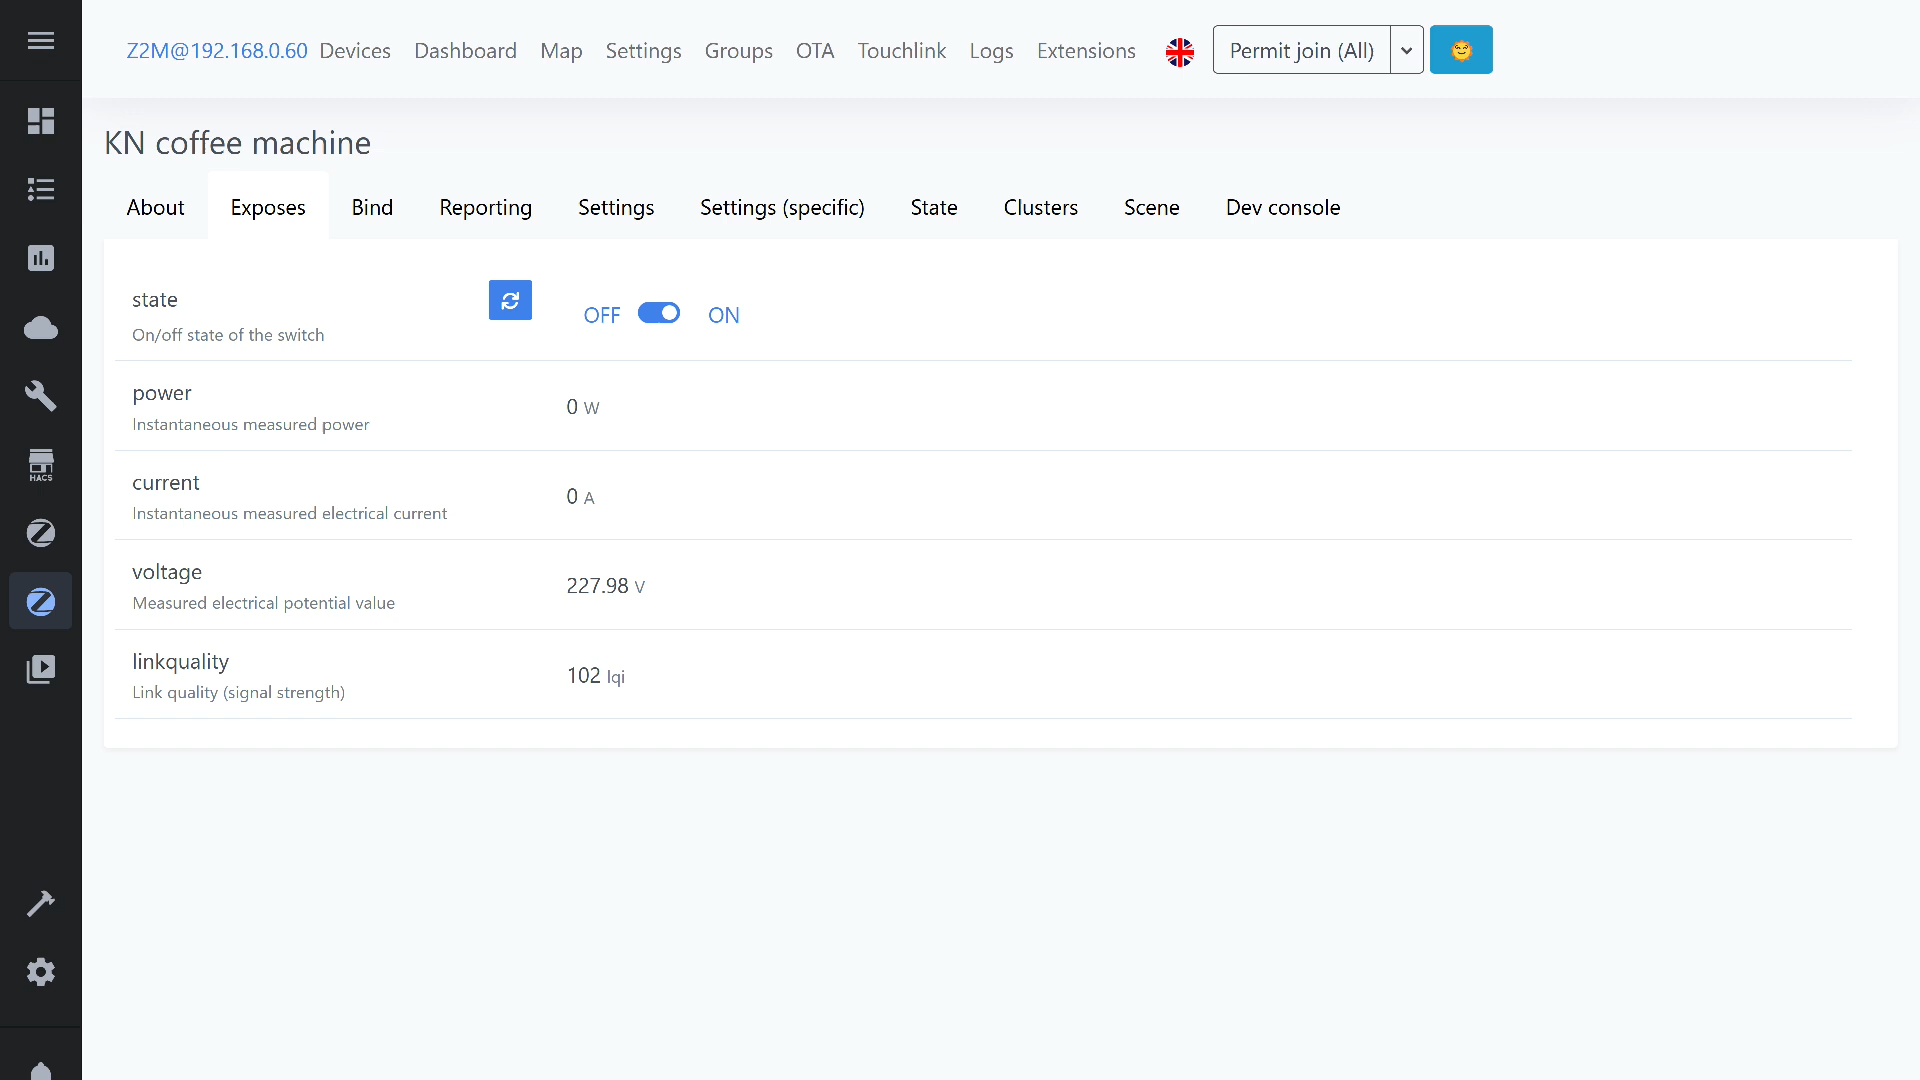 Z2M@192.168.0.60 Devices Dashboard Map Settings Groups OTA Touchlink Logs Extensions Permit join (All)
KN coffee machine
About Exposes Bind Reporting Settings Settings (specific) State Clusters Scene Dev console
state
OFF ON
On/off state of the switch
power
0 W
Instantaneous measured power
current
0 A
Instantaneous measured electrical current
voltage
227.98 V
Measured electrical potential value
linkquality
102 lqi
Link quality (signal strength)
HACS